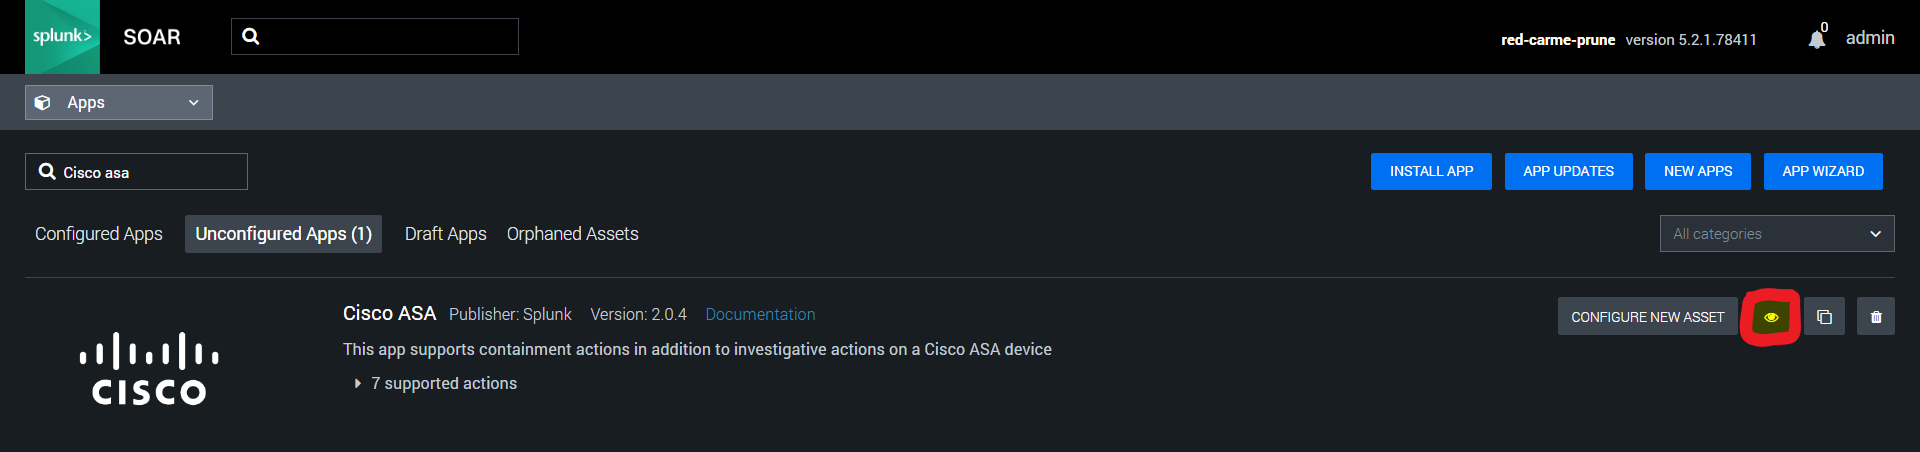 splunk> SOAR red-carme-prune version 5.2.1.78411 0 admin
Apps
Cisco asa INSTALL APP APP UPDATES NEW APPS APP WIZARD
Configured Apps Unconfigured Apps (1) Draft Apps Orphaned Assets All categories
Cisco ASA Publisher: Splunk Version: 2.0.4 Documentation CONFIGURE NEW ASSET
This app supports containment actions in addition to investigative actions on a Cisco ASA device
7 supported actions
CISCO